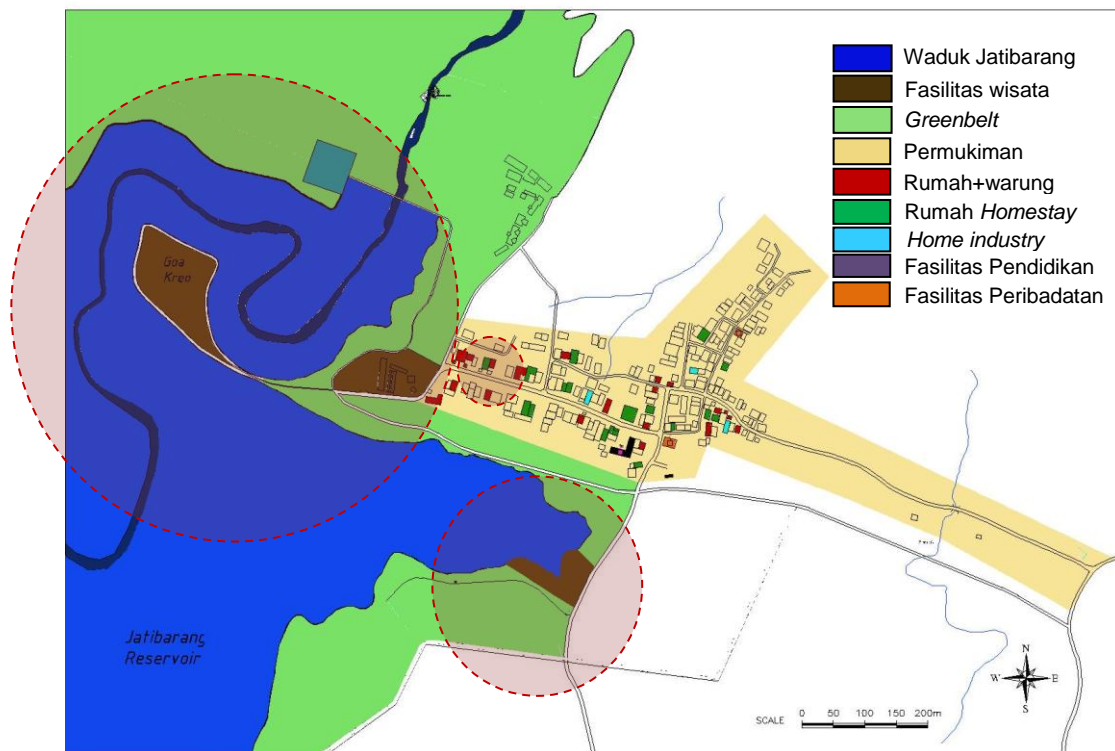 Waduk Jatibarang
Fasilitas wisata
Greenbelt
Permukiman
Rumah+warung
Rumah Homestay
Home industry
Fasilitas Pendidikan
Fasilitas Peribadatan
Goa
Kreo
Jatibarang
Reservoir
N
W E
S
SCALE 0 50 100 150 200m